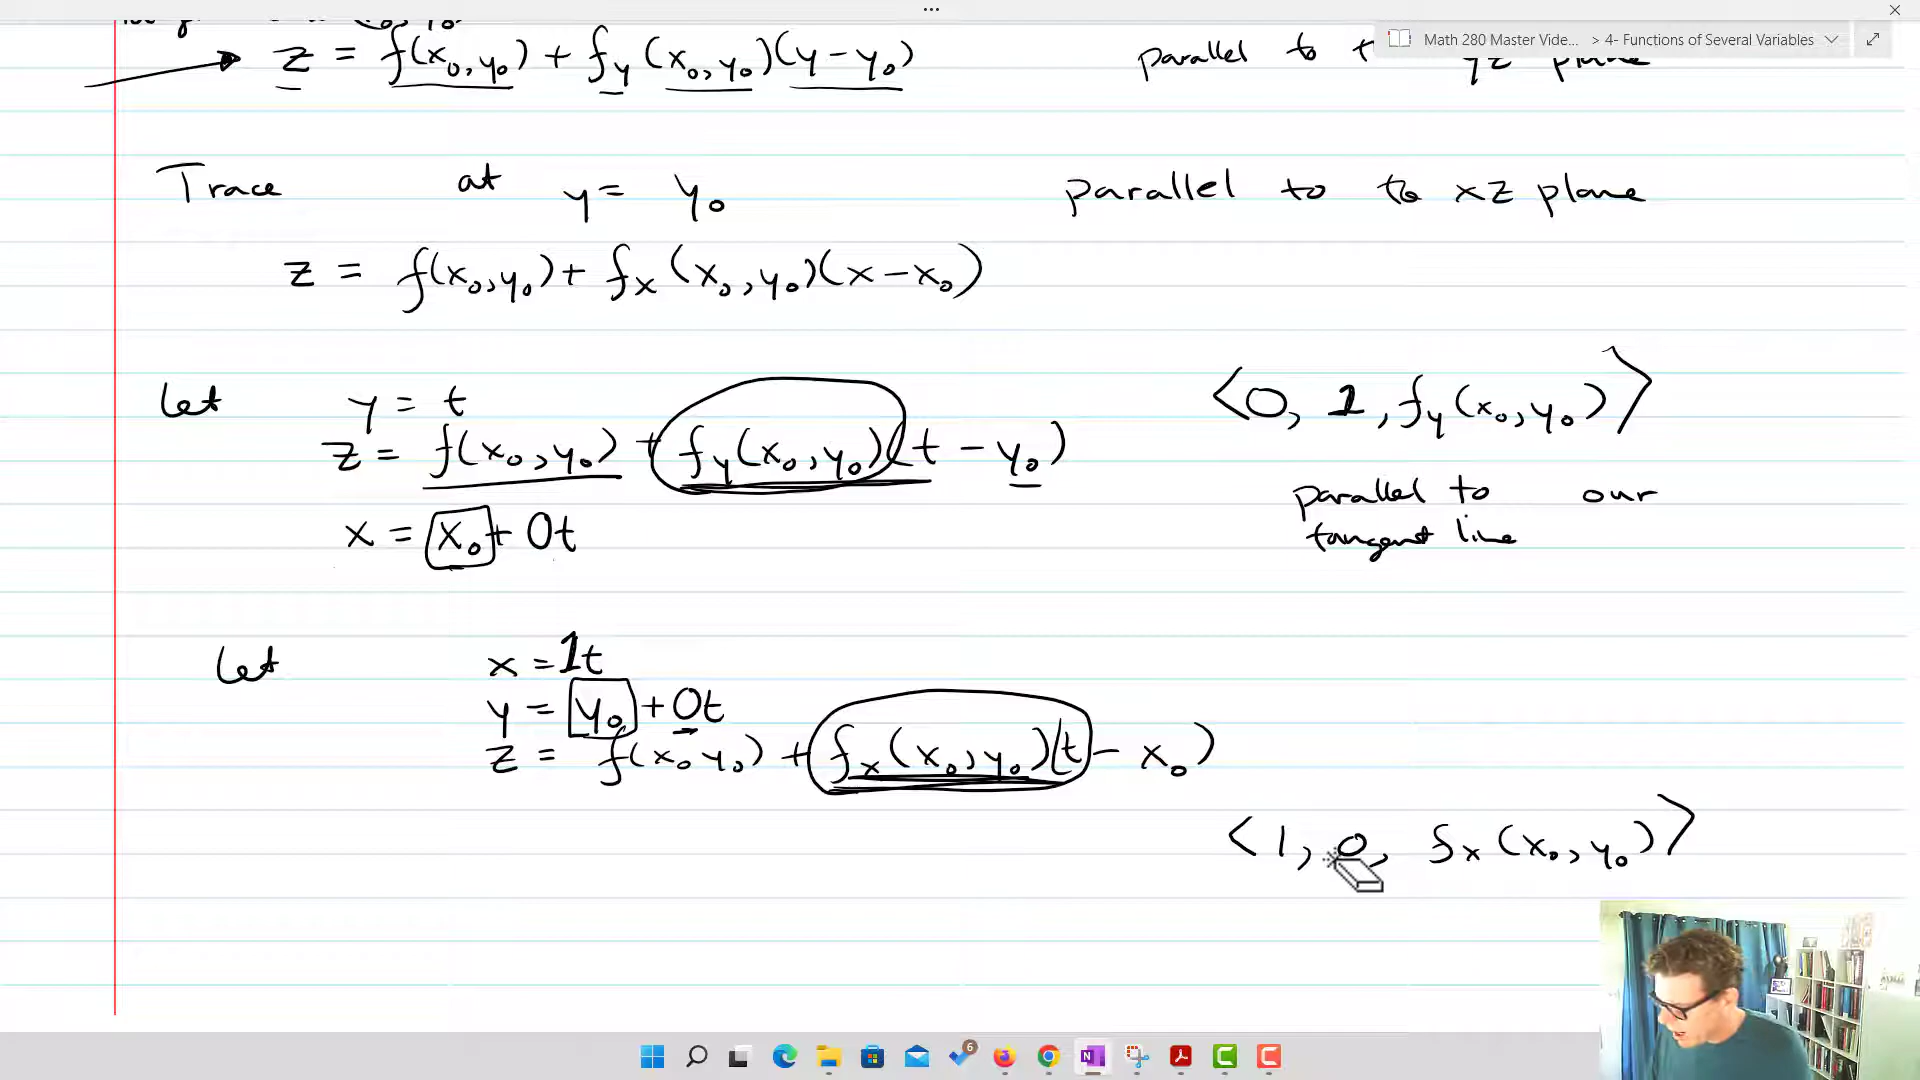 Math 280 Master Vide... > 4- Functions of Several Variables
z = f(x₀,y₀) + f_y (x₀,y₀)(y-y₀) parallel to yz plane
Trace at y = y₀ parallel to to xz plane
z = f(x₀,y₀) + f_x (x₀,y₀)(x-x₀)
let y = t <0, 1, f_y(x₀,y₀)>
z = f(x₀,y₀) + f_y(x₀,y₀)(t - y₀)
parallel to our
tangent line
x = x₀ + 0t
let x = 1t
y = y₀ + 0t
z = f(x₀ y₀) + f_x(x₀,y₀)(t - x₀)
<1, 0, f_x(x₀,y₀)>
6